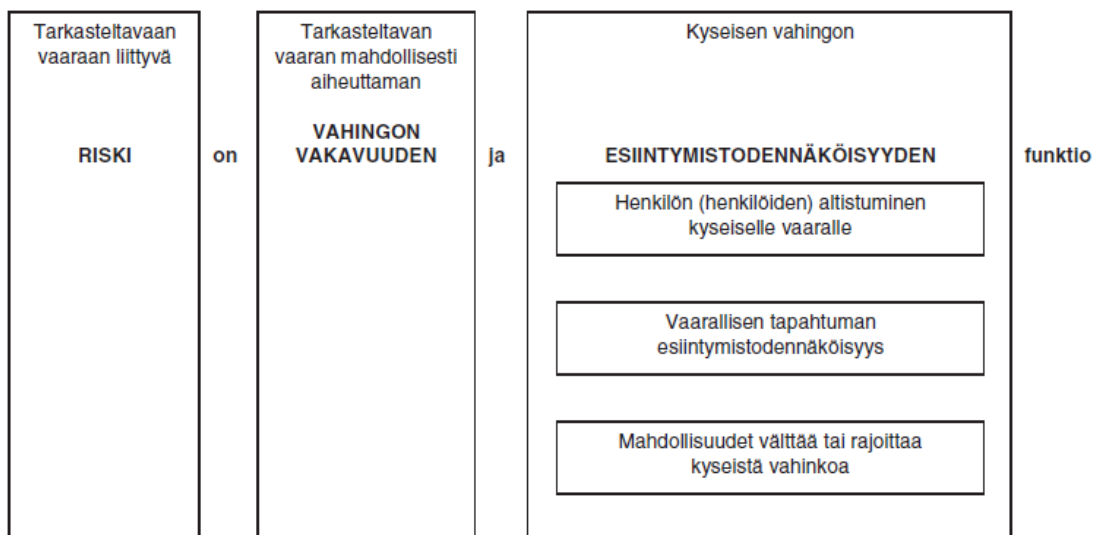 Tarkasteltavaan
vaaraan liittyvä
RISKI
on
Tarkasteltavan
vaaran mahdollisesti
aiheuttaman
VAHINGON
VAKAVUUDEN
ja
Kyseisen vahingon
ESIINTYMISTODENNÄKÖISYYDEN
Henkilön (henkilöiden) altistuminen
kyseiselle vaaralle
Vaarallisen tapahtuman
esiintymistodennäköisyys
Mahdollisuudet välttää tai rajoittaa
kyseistä vahinkoa
funktio